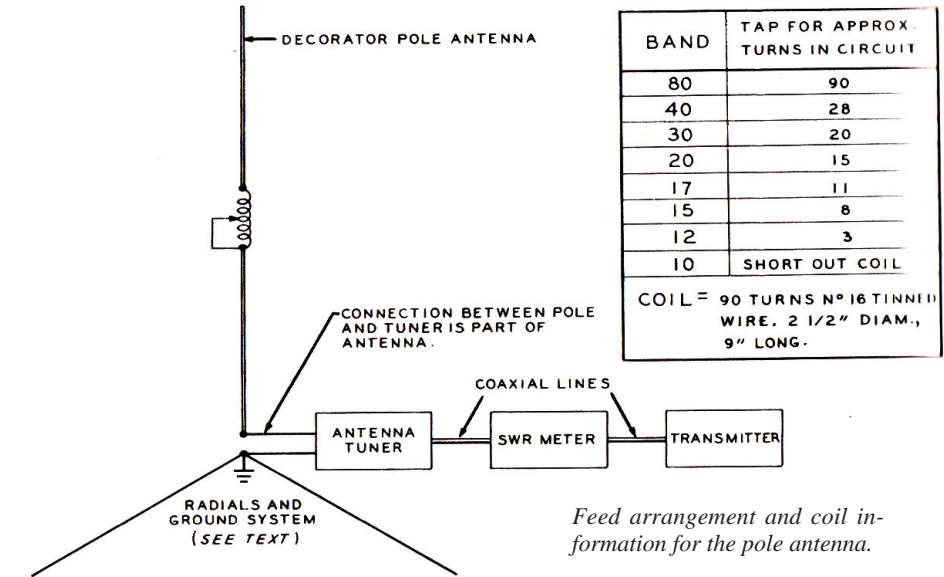 DECORATOR POLE ANTENNA
BAND
TAP FOR APPROX.
TURNS IN CIRCUIT
80 90
40 28
30 20
20 15
17 11
15 8
12 3
10 SHORT OUT COIL
COIL = 90 TURNS Nº 16 TINNED
WIRE. 2 1/2" DIAM.,
9" LONG.
CONNECTION BETWEEN POLE
AND TUNER IS PART OF
ANTENNA.
COAXIAL LINES
ANTENNA
TUNER
SWR METER
TRANSMITTER
RADIALS AND
GROUND SYSTEM
(SEE TEXT)
Feed arrangement and coil in-
formation for the pole antenna.